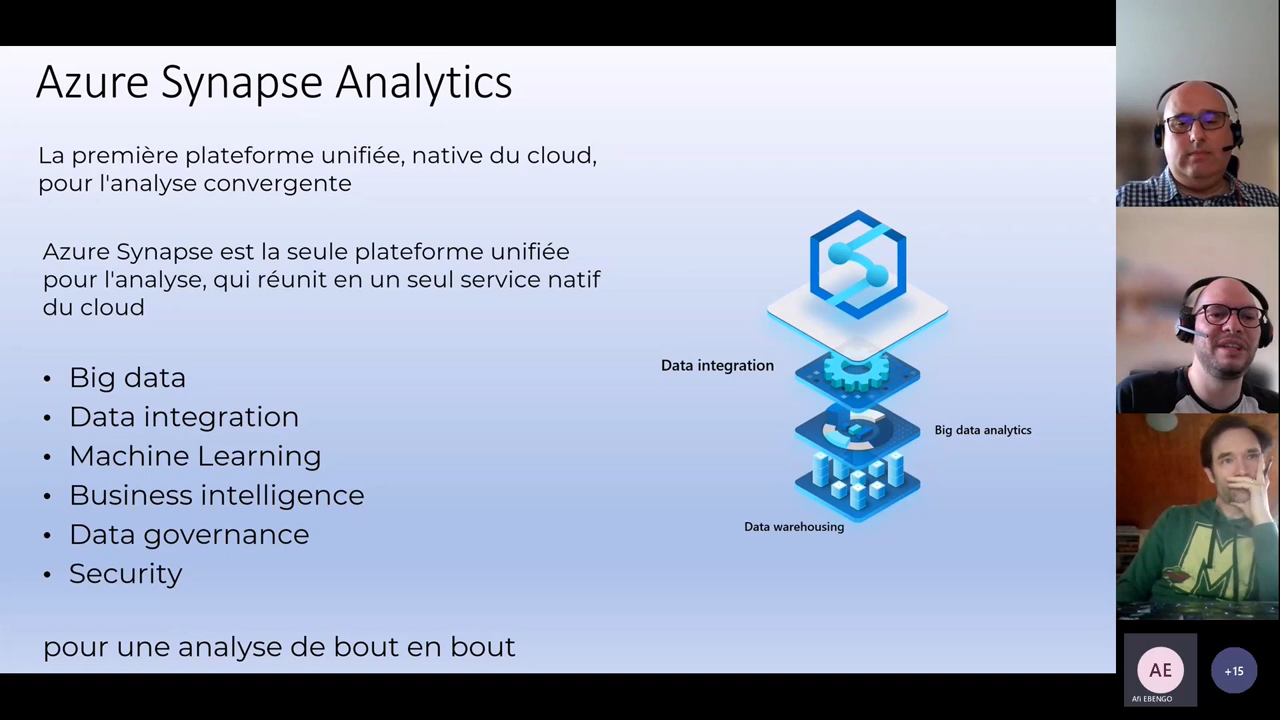 Azure Synapse Analytics
La première plateforme unifiée, native du cloud,
pour l'analyse convergente
Azure Synapse est la seule plateforme unifiée
pour l'analyse, qui réunit en un seul service natif
du cloud
• Big data
• Data integration
• Machine Learning
• Business intelligence
• Data governance
• Security
pour une analyse de bout en bout
Data integration
Big data analytics
Data warehousing
AE
Afi EBENGO
+15